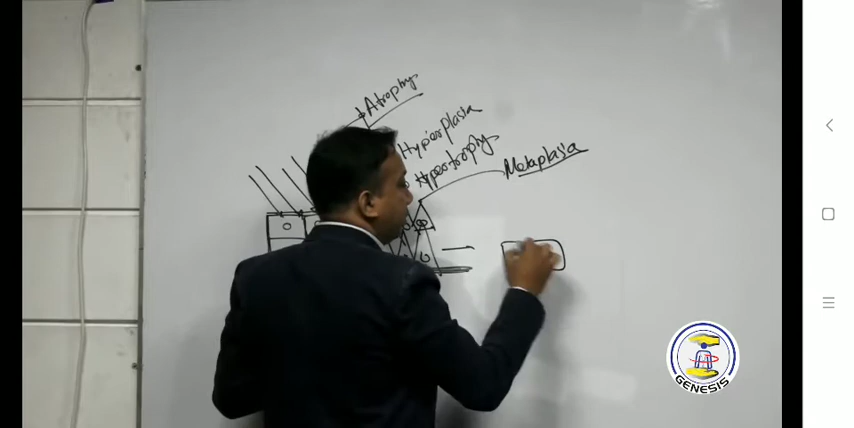 Atrophy
Hyperplasia
Hypertrophy
Metaplasia
GENESIS